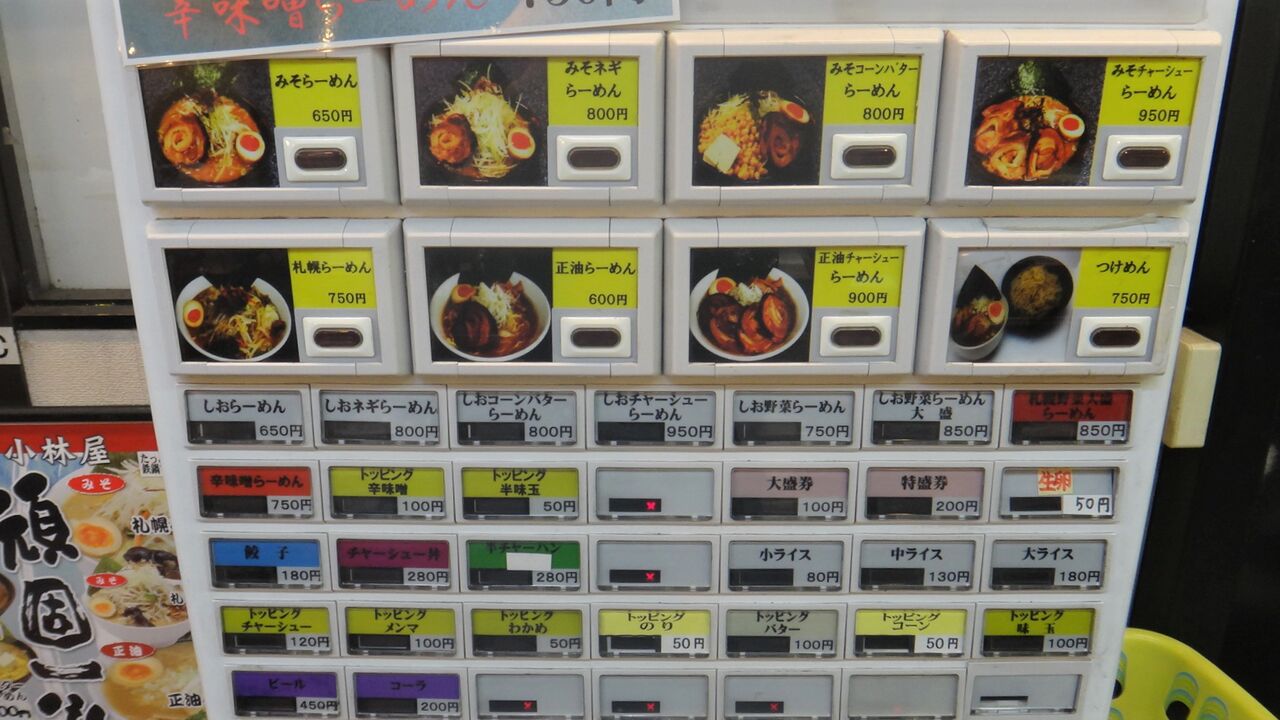 辛味噌らーめん 750円
みそらーめん
650円
みそネギ
らーめん
800円
みそコーンバター
らーめん
800円
みそチャーシュー
らーめん
950円
札幌らーめん
750円
正油らーめん
600円
正油チャーシュー
らーめん
900円
つけめん
750円
しおらーめん
650円
しおネギらーめん
800円
しおコーンバター
らーめん
800円
しおチャーシュー
らーめん
950円
しお野菜らーめん
750円
しお野菜らーめん
大 盛
850円
札幌野菜大盛
らーめん
850円
辛味噌らーめん
750円
トッピング
辛味噌
100円
トッピング
半味玉
50円
大盛券
100円
特盛券
200円
生卵
50円
餃 子
180円
チャーシュー丼
280円
半チャーハン
280円
小ライス
80円
中ライス
130円
大ライス
180円
トッピング
チャーシュー
120円
トッピング
メンマ
100円
トッピング
わかめ
50円
トッピング
のり
50円
トッピング
バター
100円
トッピング
コーン
50円
トッピング
味 玉
100円
ビール
450円
コーラ
200円
小林屋
頑固一
みそ
札幌
みそ
札
正油
正油